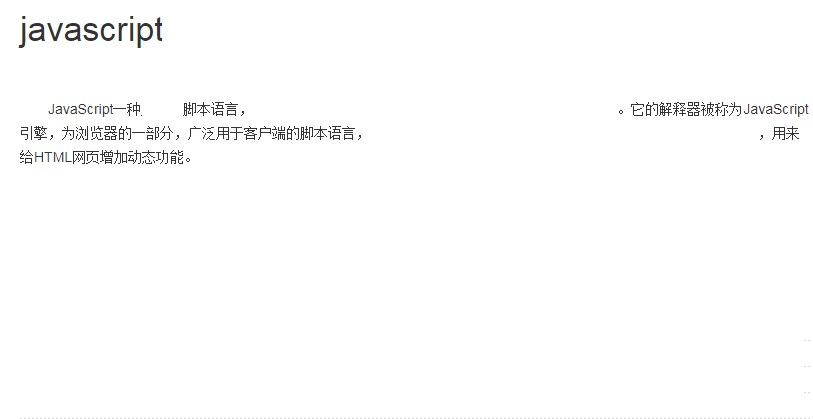 javascript
JavaScript一种 脚本语言, 。它的解释器被称为JavaScript
引擎，为浏览器的一部分，广泛用于客户端的脚本语言， ，用来
给HTML网页增加动态功能。